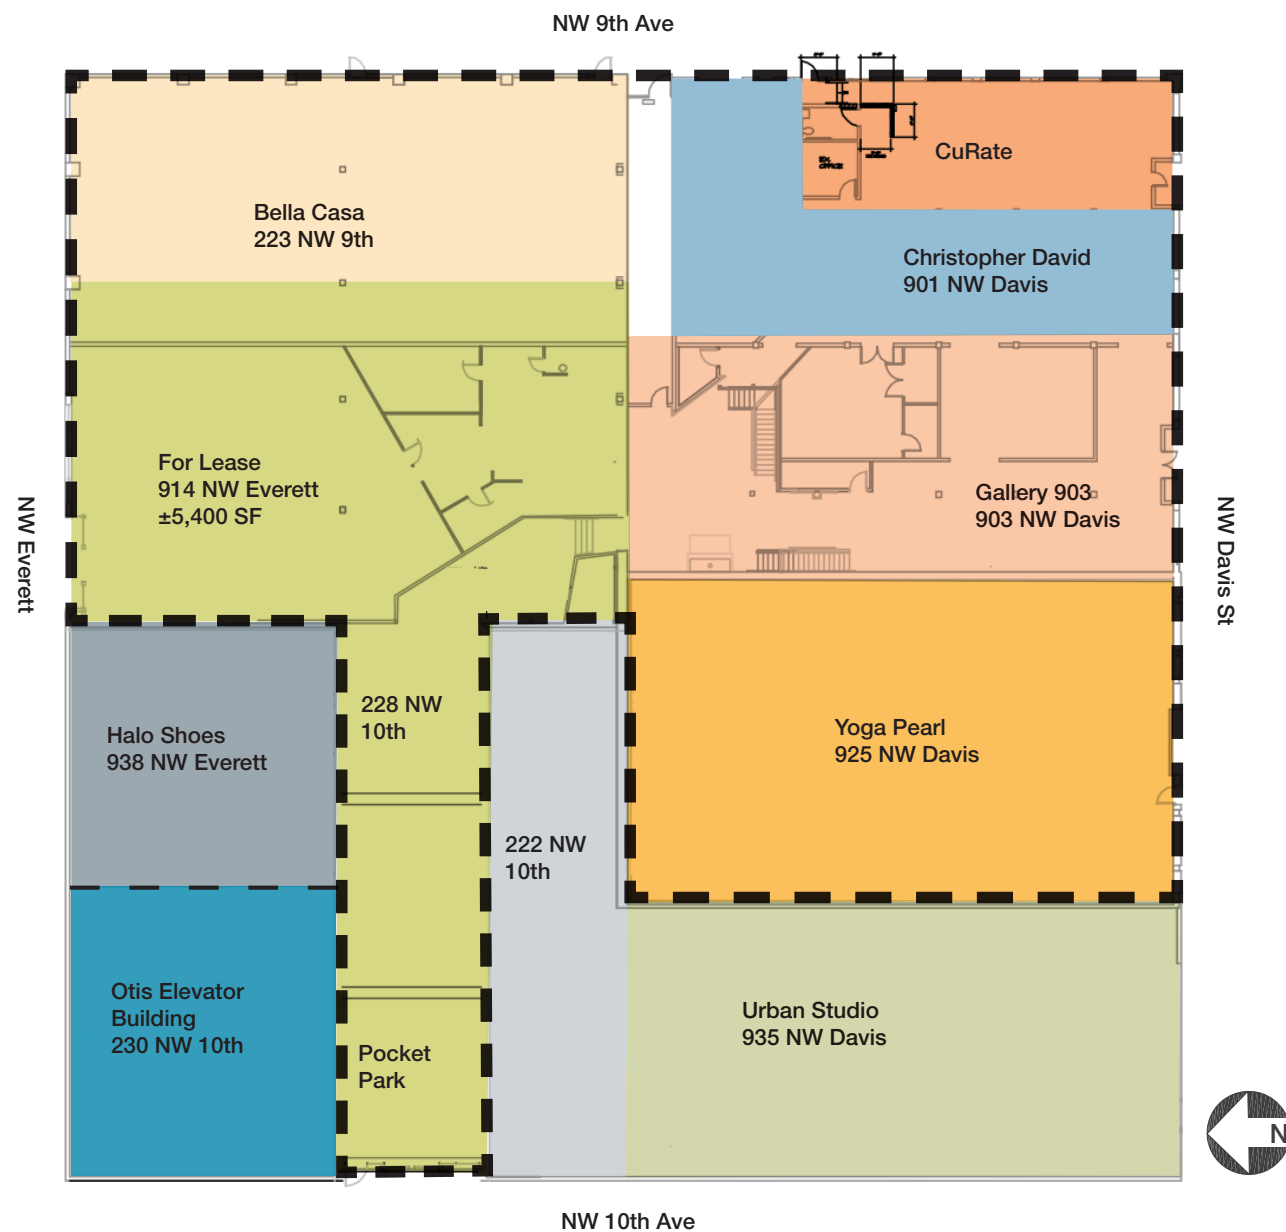 NW 9th Ave
CuRate
EX.
OFFICE
Bella Casa
223 NW 9th
Christopher David
901 NW Davis
For Lease
914 NW Everett
±5,400 SF
Gallery 903
903 NW Davis
NW Everett
NW Davis St
228 NW
10th
Halo Shoes
938 NW Everett
Yoga Pearl
925 NW Davis
222 NW
10th
Otis Elevator
Building
230 NW 10th
Urban Studio
935 NW Davis
Pocket
Park
N
NW 10th Ave